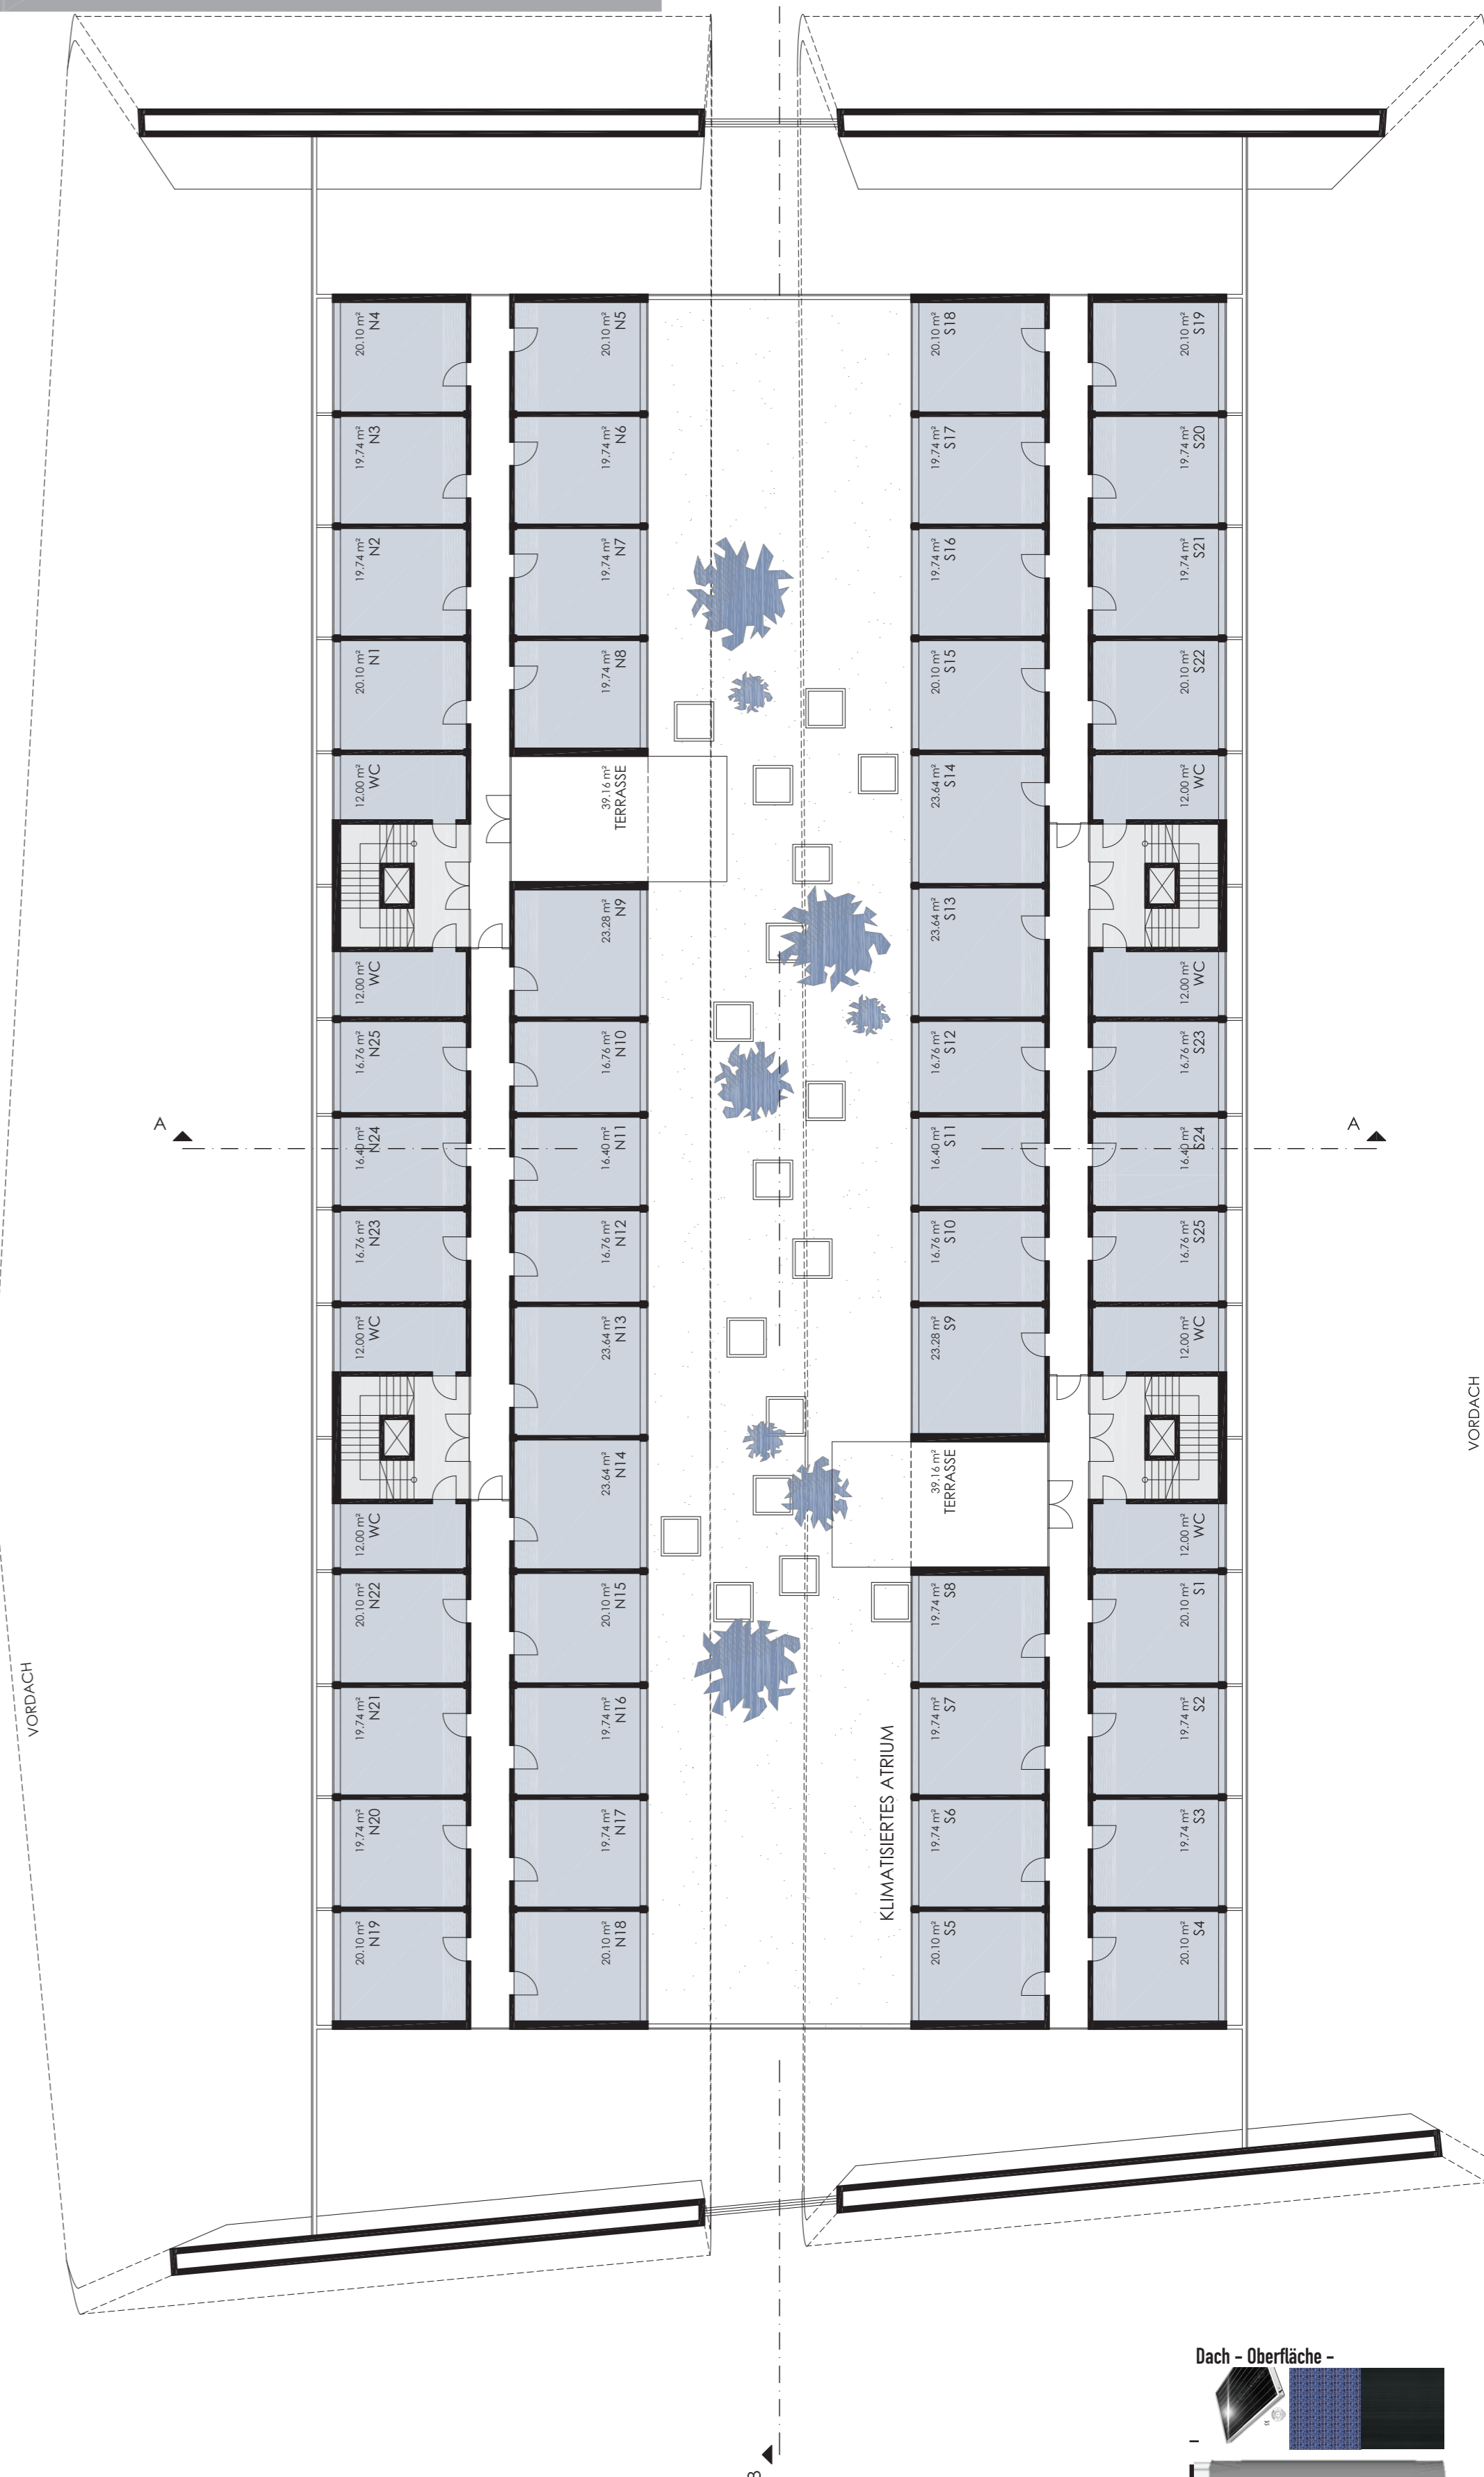 20.10 m²
N4
19.74 m²
N3
19.74 m²
N2
20.10 m²
N1
12.00 m²
WC
12.00 m²
WC
16.76 m²
N25
16.40 m²
N24
16.76 m²
N23
12.00 m²
WC
12.00 m²
WC
20.10 m²
N22
19.74 m²
N21
19.74 m²
N20
20.10 m²
N19
20.10 m²
N5
19.74 m²
N6
19.74 m²
N7
19.74 m²
N8
39.16 m²
TERRASSE
23.28 m²
N9
16.76 m²
N10
16.40 m²
N11
16.76 m²
N12
23.64 m²
N13
23.64 m²
N14
20.10 m²
N15
19.74 m²
N16
19.74 m²
N17
20.10 m²
N18
KLIMATISIERTES ATRIUM
20.10 m²
S18
19.74 m²
S17
19.74 m²
S16
20.10 m²
S15
23.64 m²
S14
23.64 m²
S13
16.76 m²
S12
16.40 m²
S11
16.76 m²
S10
23.28 m²
S9
39.16 m²
TERRASSE
19.74 m²
S8
19.74 m²
S7
19.74 m²
S6
20.10 m²
S5
20.10 m²
S19
19.74 m²
S20
19.74 m²
S21
20.10 m²
S22
12.00 m²
WC
12.00 m²
WC
16.76 m²
S23
16.40 m²
S24
16.76 m²
S25
12.00 m²
WC
12.00 m²
WC
20.10 m²
S1
19.74 m²
S2
19.74 m²
S3
20.10 m²
S4
A
A
VORDACH
VORDACH
B
Dach - Oberfläche -